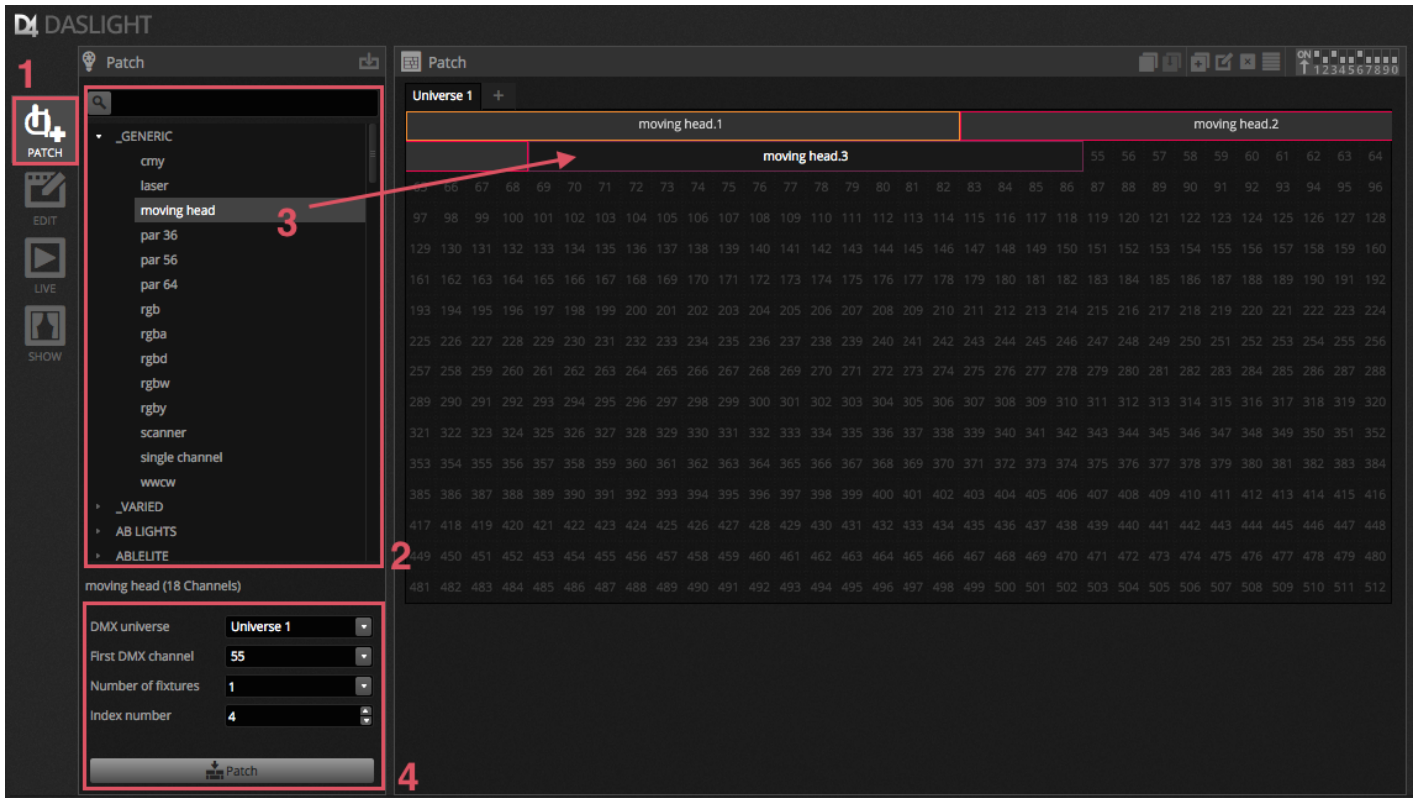 D4 DASLIGHT
1
Patch
Patch
ON 1234567890
Universe 1 +
PATCH
EDIT
LIVE
SHOW
_GENERIC
cmy
laser
moving head
par 36
par 56
par 64
rgb
rgba
rgbd
rgbw
rgby
scanner
single channel
wwcw
_VARIED
AB LIGHTS
ABLELITE
2
3
moving head (18 Channels)
DMX universe Universe 1
First DMX channel 55
Number of fixtures 1
Index number 4
Patch
4
moving head.1 moving head.2
moving head.3 55 56 57 58 59 60 61 62 63 64
65 66 67 68 69 70 71 72 73 74 75 76 77 78 79 80 81 82 83 84 85 86 87 88 89 90 91 92 93 94 95 96
97 98 99 100 101 102 103 104 105 106 107 108 109 110 111 112 113 114 115 116 117 118 119 120 121 122 123 124 125 126 127 128
129 130 131 132 133 134 135 136 137 138 139 140 141 142 143 144 145 146 147 148 149 150 151 152 153 154 155 156 157 158 159 160
161 162 163 164 165 166 167 168 169 170 171 172 173 174 175 176 177 178 179 180 181 182 183 184 185 186 187 188 189 190 191 192
193 194 195 196 197 198 199 200 201 202 203 204 205 206 207 208 209 210 211 212 213 214 215 216 217 218 219 220 221 222 223 224
225 226 227 228 229 230 231 232 233 234 235 236 237 238 239 240 241 242 243 244 245 246 247 248 249 250 251 252 253 254 255 256
257 258 259 260 261 262 263 264 265 266 267 268 269 270 271 272 273 274 275 276 277 278 279 280 281 282 283 284 285 286 287 288
289 290 291 292 293 294 295 296 297 298 299 300 301 302 303 304 305 306 307 308 309 310 311 312 313 314 315 316 317 318 319 320
321 322 323 324 325 326 327 328 329 330 331 332 333 334 335 336 337 338 339 340 341 342 343 344 345 346 347 348 349 350 351 352
353 354 355 356 357 358 359 360 361 362 363 364 365 366 367 368 369 370 371 372 373 374 375 376 377 378 379 380 381 382 383 384
385 386 387 388 389 390 391 392 393 394 395 396 397 398 399 400 401 402 403 404 405 406 407 408 409 410 411 412 413 414 415 416
417 418 419 420 421 422 423 424 425 426 427 428 429 430 431 432 433 434 435 436 437 438 439 440 441 442 443 444 445 446 447 448
449 450 451 452 453 454 455 456 457 458 459 460 461 462 463 464 465 466 467 468 469 470 471 472 473 474 475 476 477 478 479 480
481 482 483 484 485 486 487 488 489 490 491 492 493 494 495 496 497 498 499 500 501 502 503 504 505 506 507 508 509 510 511 512